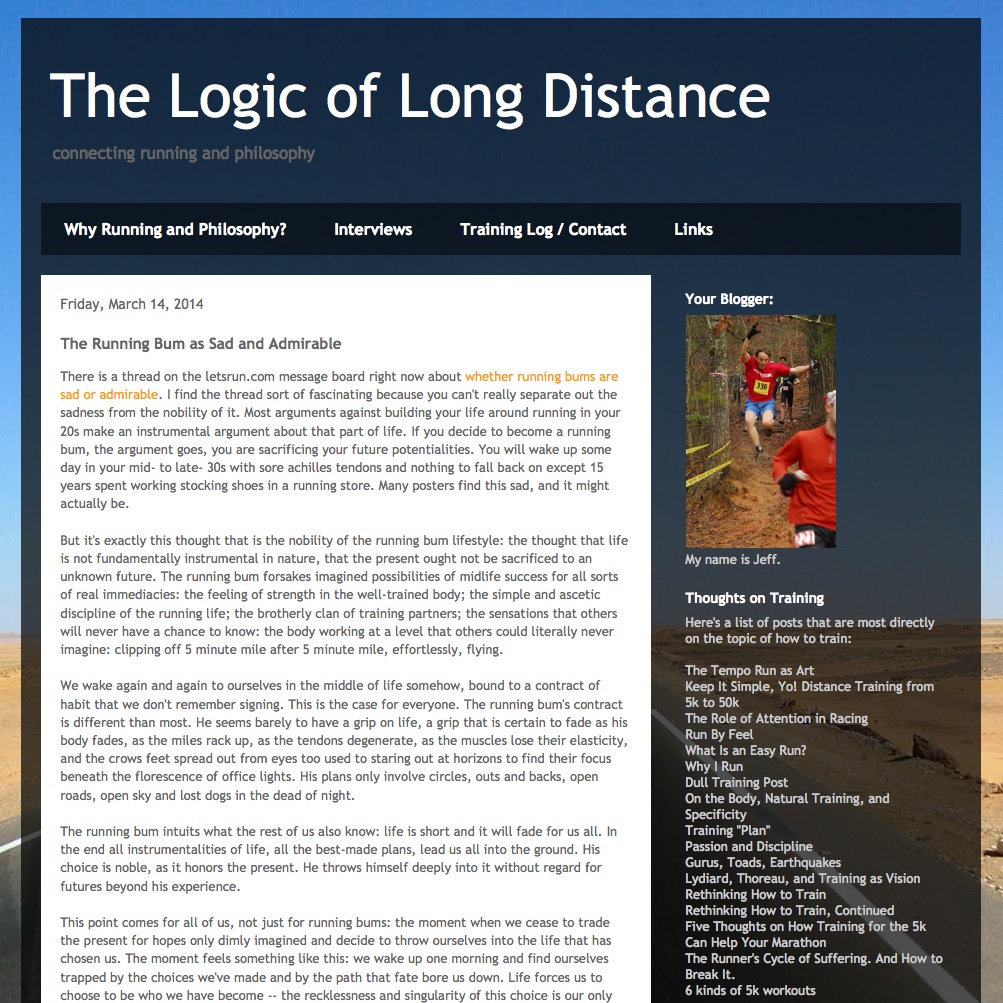 The Logic of Long Distance
connecting running and philosophy
Why Running and Philosophy? Interviews Training Log / Contact Links
Friday, March 14, 2014
The Running Bum as Sad and Admirable
There is a thread on the letsrun.com message board right now about whether running bums are
sad or admirable. I find the thread sort of fascinating because you can't really separate out the
sadness from the nobility of it. Most arguments against building your life around running in your
20s make an instrumental argument about that part of life. If you decide to become a running
bum, the argument goes, you are sacrificing your future potentialities. You will wake up some
day in your mid- to late- 30s with sore achilles tendons and nothing to fall back on except 15
years spent working stocking shoes in a running store. Many posters find this sad, and it might
actually be.
But it's exactly this thought that is the nobility of the running bum lifestyle: the thought that life
is not fundamentally instrumental in nature, that the present ought not be sacrificed to an
unknown future. The running bum forsakes imagined possibilities of midlife success for all sorts
of real immediacies: the feeling of strength in the well-trained body; the simple and ascetic
discipline of the running life; the brotherly clan of training partners; the sensations that others
will never have a chance to know: the body working at a level that others could literally never
imagine: clipping off 5 minute mile after 5 minute mile, effortlessly, flying.
We wake again and again to ourselves in the middle of life somehow, bound to a contract of
habit that we don't remember signing. This is the case for everyone. The running bum's contract
is different than most. He seems barely to have a grip on life, a grip that is certain to fade as his
body fades, as the miles rack up, as the tendons degenerate, as the muscles lose their elasticity,
and the crows feet spread out from eyes too used to staring out at horizons to find their focus
beneath the florescence of office lights. His plans only involve circles, outs and backs, open
roads, open sky and lost dogs in the dead of night.
The running bum intuits what the rest of us also know: life is short and it will fade for us all. In
the end all instrumentalities of life, all the best-made plans, lead us all into the ground. His
choice is noble, as it honors the present. He throws himself deeply into it without regard for
futures beyond his experience.
This point comes for all of us, not just for running bums: the moment when we cease to trade
the present for hopes only dimly imagined and decide to throw ourselves into the life that has
chosen us. The moment feels something like this: we wake up one morning and find ourselves
trapped by the choices we've made and by the path that fate bore us down. Life forces us to
choose to be who we have become -- the recklessness and singularity of this choice is our only
Your Blogger:
336
My name is Jeff.
Thoughts on Training
Here's a list of posts that are most directly
on the topic of how to train:
The Tempo Run as Art
Keep It Simple, Yo! Distance Training from
5k to 50k
The Role of Attention in Racing
Run By Feel
What Is an Easy Run?
Why I Run
Dull Training Post
On the Body, Natural Training, and
Specificity
Training "Plan"
Passion and Discipline
Gurus, Toads, Earthquakes
Lydiard, Thoreau, and Training as Vision
Rethinking How to Train
Rethinking How to Train, Continued
Five Thoughts on How Training for the 5k
Can Help Your Marathon
The Runner's Cycle of Suffering. And How to
Break It.
6 kinds of 5k workouts